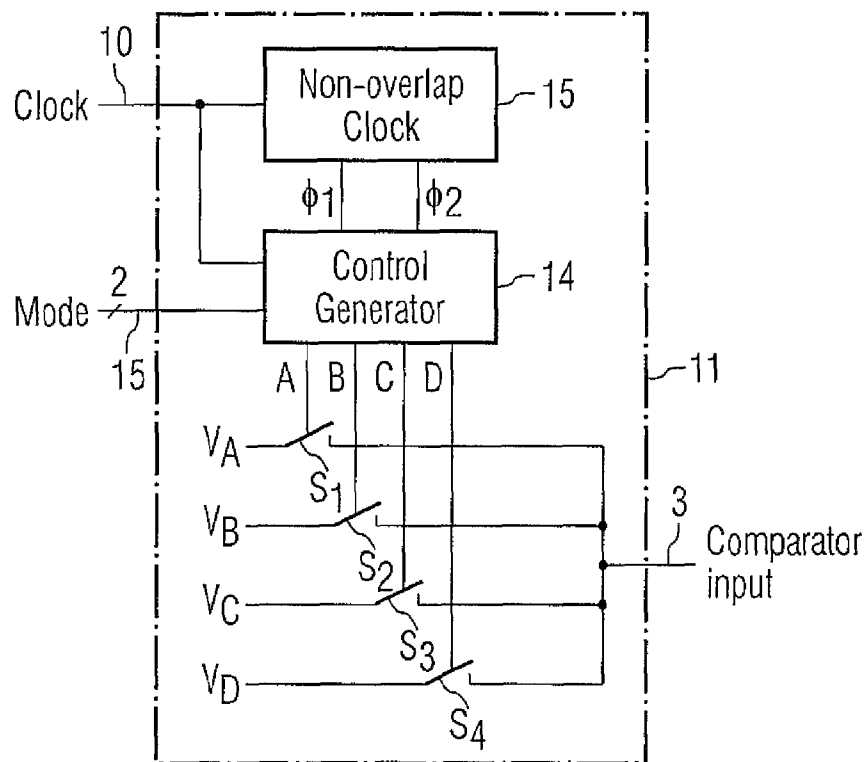 10
Clock
Non-overlap
Clock
15
ϕ1
ϕ2
2
Mode
15
Control
Generator
14
A B C D
11
VA
S1
VB
S2
3
Comparator
input
VC
S3
VD
S4